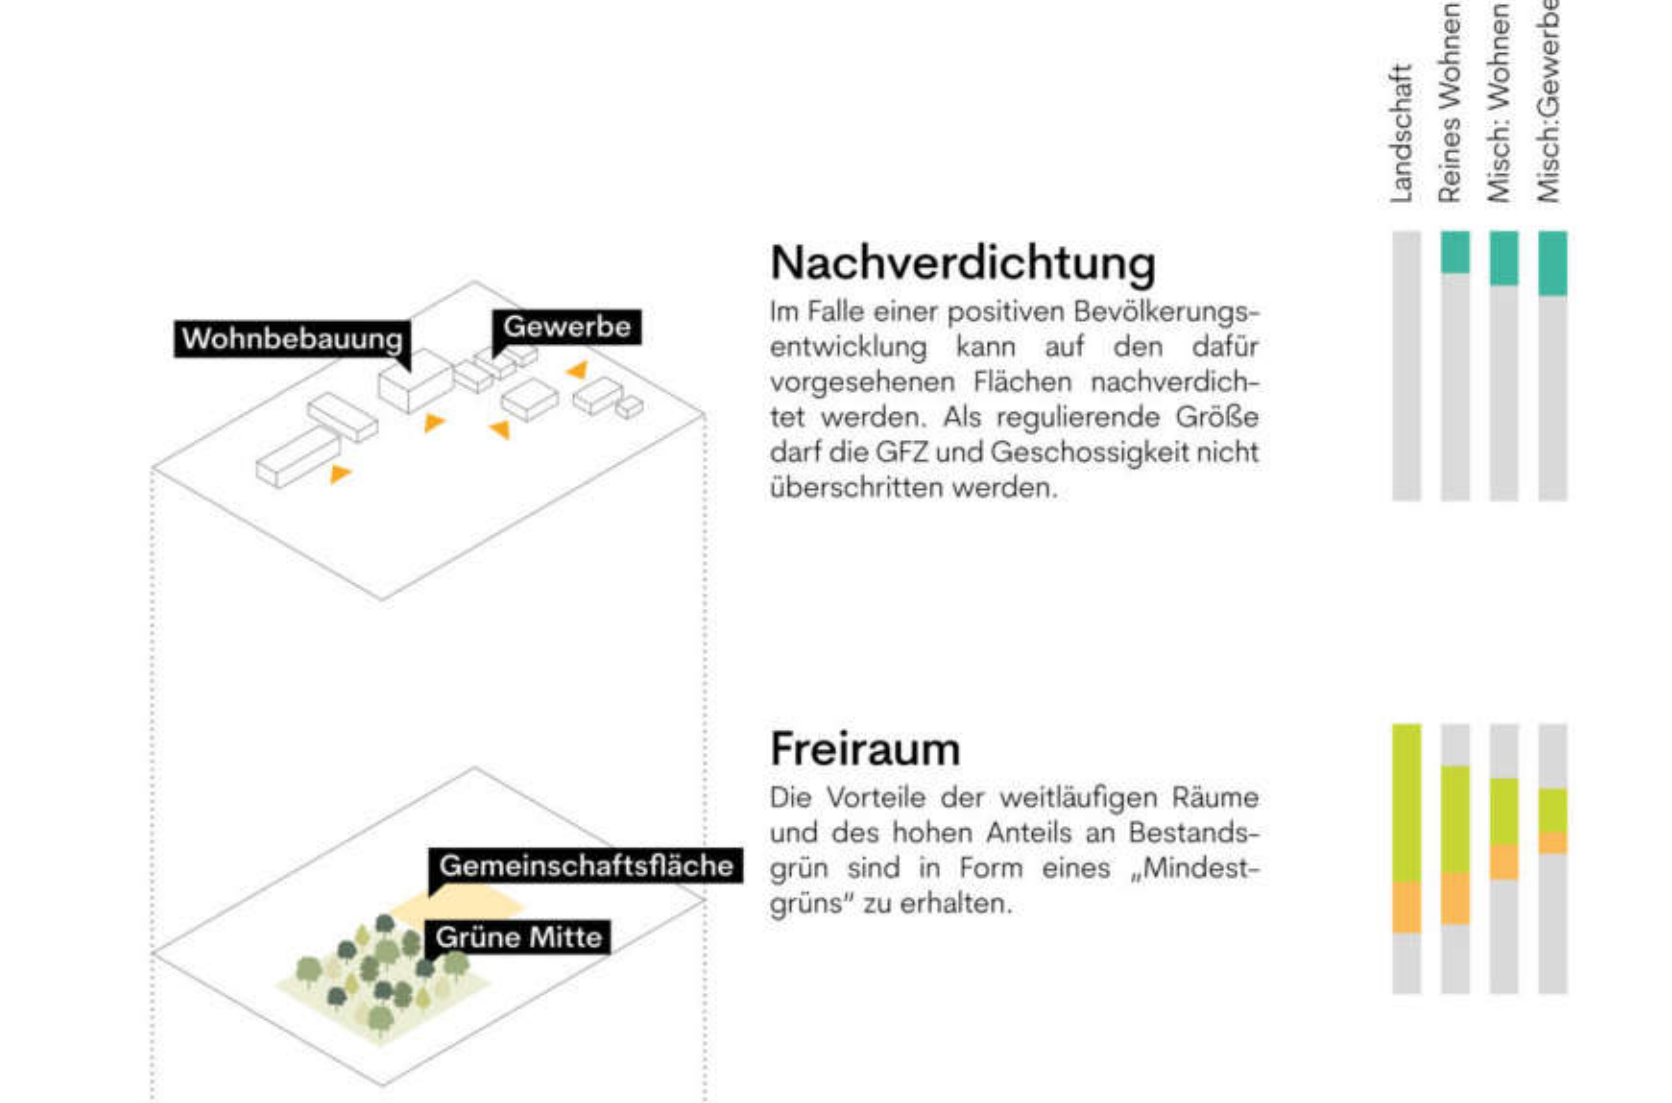 Landschaft
Reines Wohnen
Misch: Wohnen
Misch:Gewerbe
Nachverdichtung
Im Falle einer positiven Bevölkerungs-
entwicklung kann auf den dafür
vorgesehenen Flächen nachverdich-
tet werden. Als regulierende Größe
darf die GFZ und Geschossigkeit nicht
überschritten werden.
Wohnbebauung
Gewerbe
Freiraum
Die Vorteile der weitläufigen Räume
und des hohen Anteils an Bestands-
grün sind in Form eines „Mindest-
grüns“ zu erhalten.
Gemeinschaftsfläche
Grüne Mitte